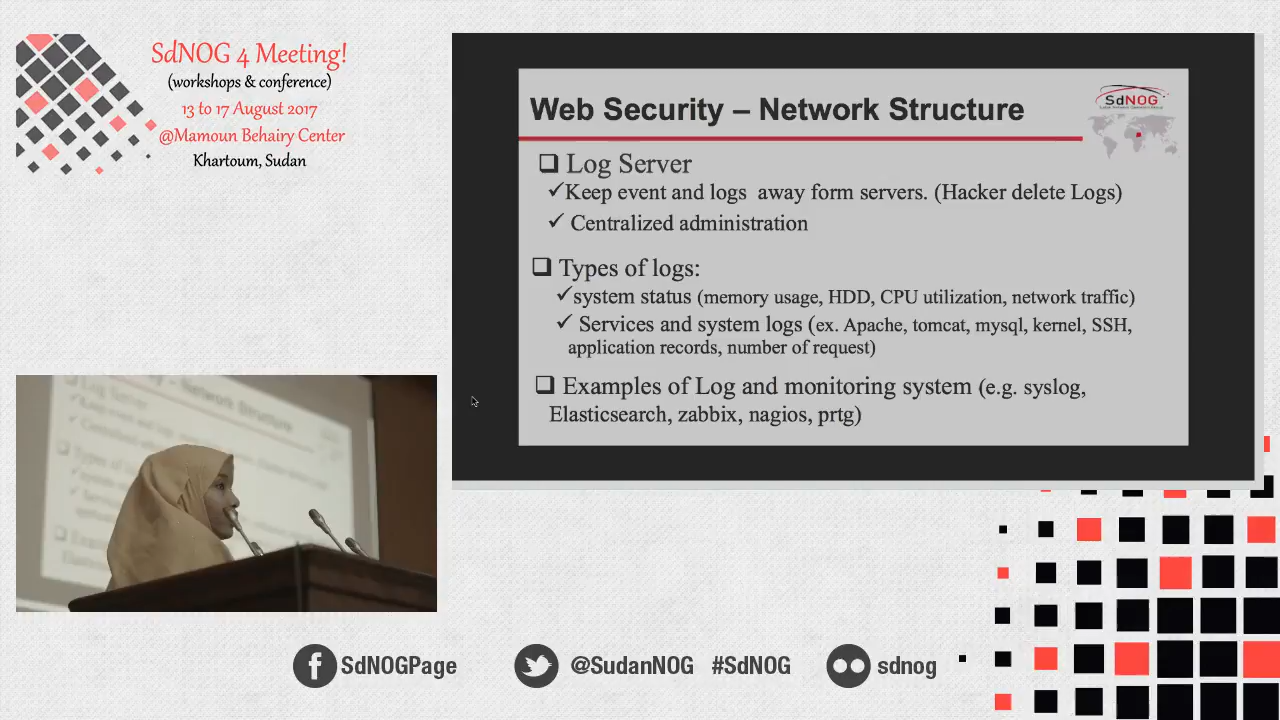 SdNOG 4 Meeting!
(workshops & conference)
13 to 17 August 2017
@Mamoun Behairy Center
Khartoum, Sudan
Web Security – Network Structure
SdNOG
❑ Log Server
✓Keep event and logs away form servers. (Hacker delete Logs)
✓ Centralized administration
❑ Types of logs:
✓system status (memory usage, HDD, CPU utilization, network traffic)
✓ Services and system logs (ex. Apache, tomcat, mysql, kernel, SSH,
application records, number of request)
❑ Examples of Log and monitoring system (e.g. syslog,
Elasticsearch, zabbix, nagios, prtg)
SdNOGPage
@SudanNOG #SdNOG
sdnog